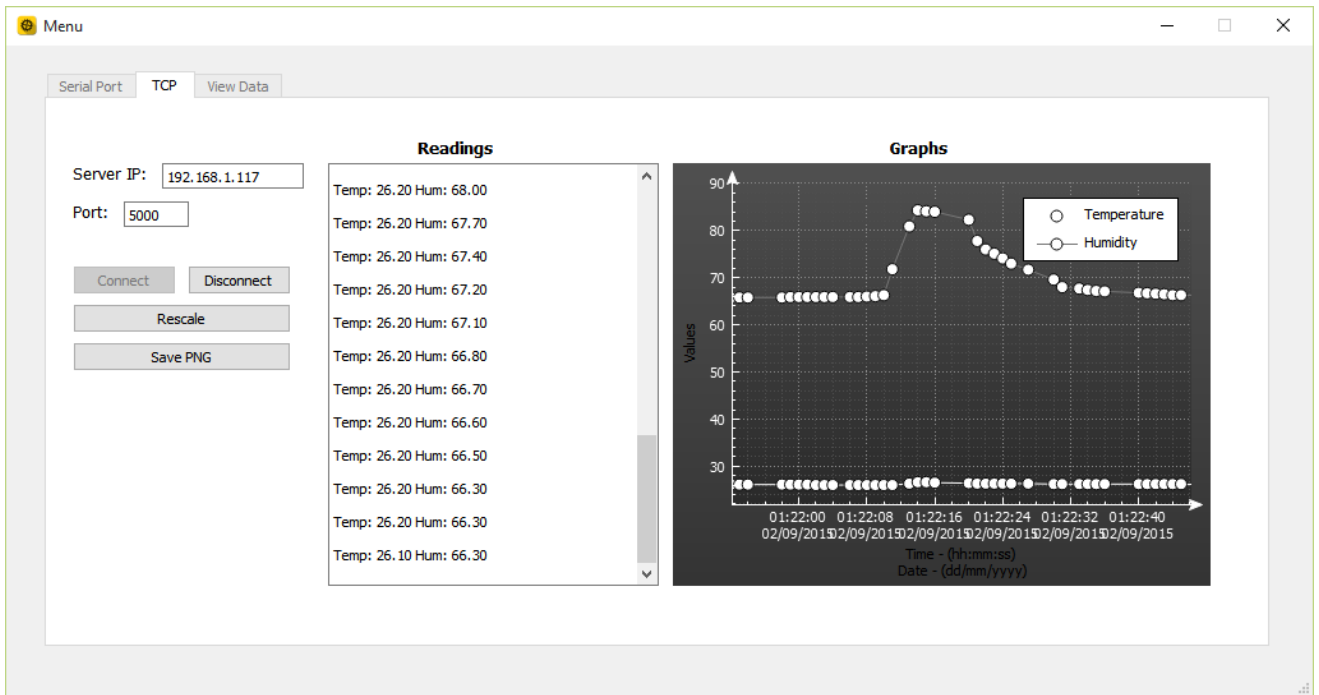 Menu
Serial Port TCP View Data
Server IP: 192.168.1.117
Port: 5000
Connect Disconnect
Rescale
Save PNG
Readings
Temp: 26.20 Hum: 68.00
Temp: 26.20 Hum: 67.70
Temp: 26.20 Hum: 67.40
Temp: 26.20 Hum: 67.20
Temp: 26.20 Hum: 67.10
Temp: 26.20 Hum: 66.80
Temp: 26.20 Hum: 66.70
Temp: 26.20 Hum: 66.60
Temp: 26.20 Hum: 66.50
Temp: 26.20 Hum: 66.30
Temp: 26.20 Hum: 66.30
Temp: 26.10 Hum: 66.30
Graphs
Temperature
Humidity
Values
90
80
70
60
50
40
30
01:22:00 01:22:08 01:22:16 01:22:24 01:22:32 01:22:40
02/09/2015 02/09/2015 02/09/2015 02/09/2015 02/09/2015 02/09/2015
Time - (hh:mm:ss)
Date - (dd/mm/yyyy)